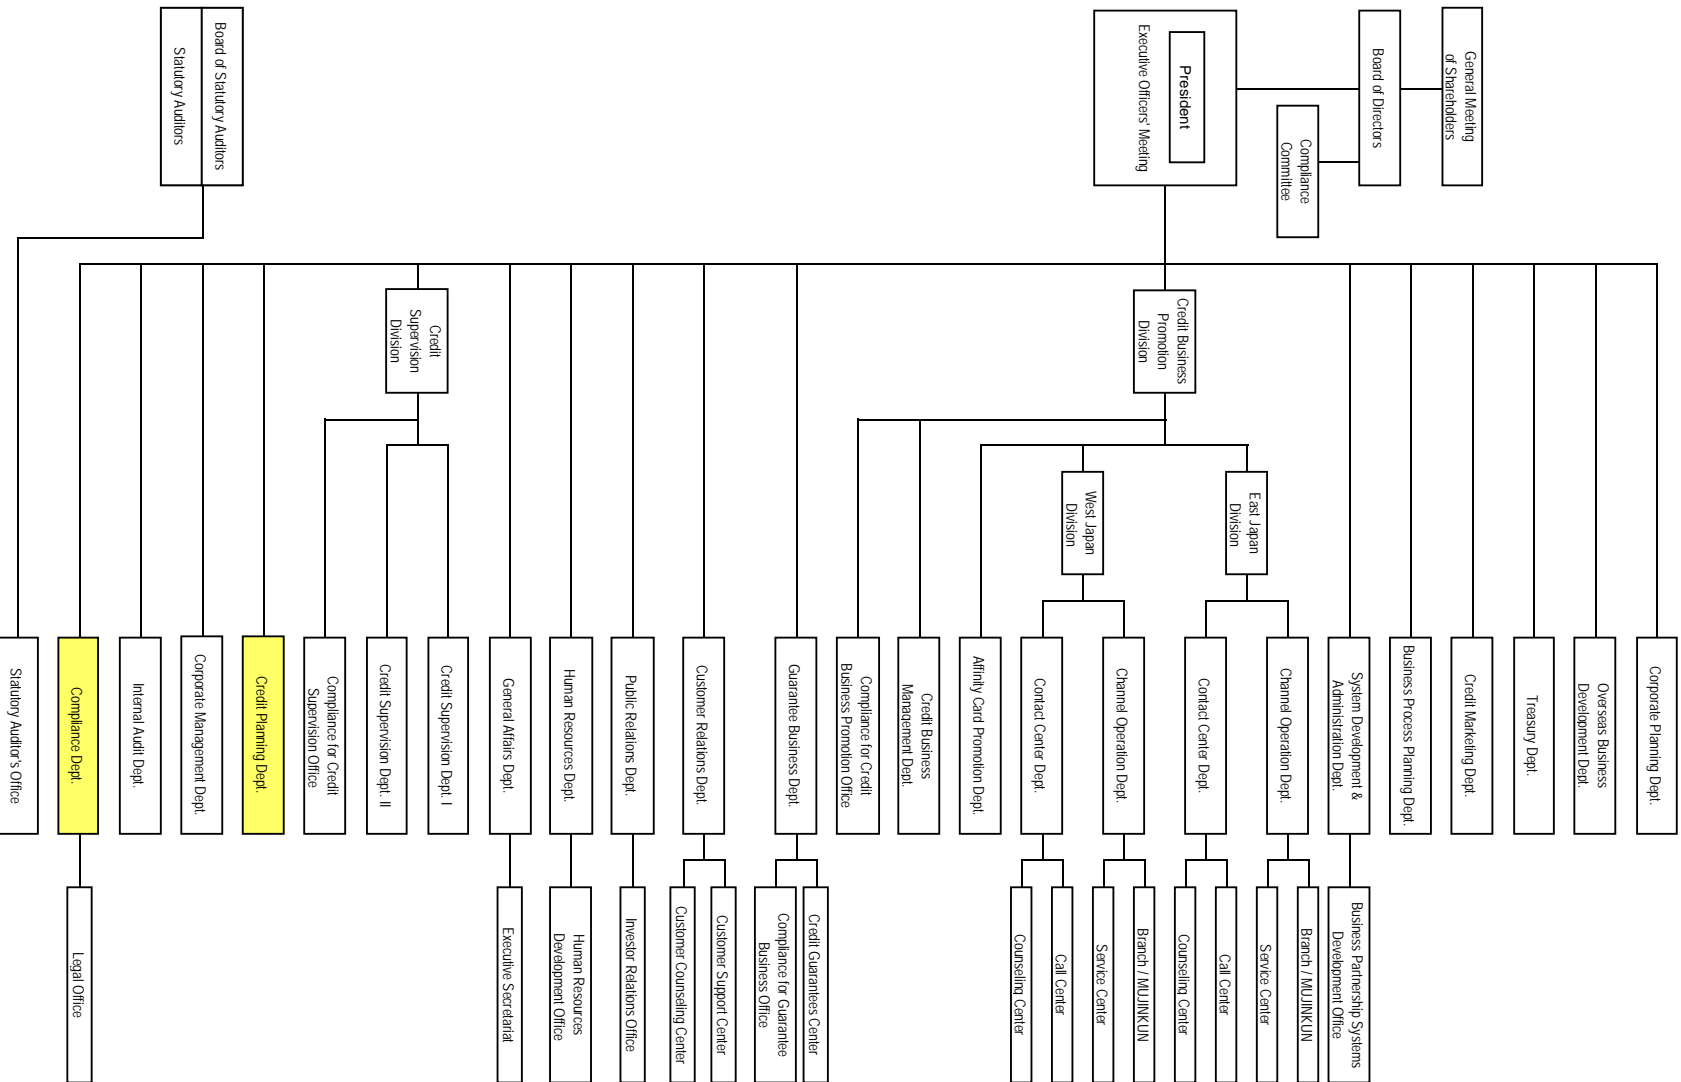 General Meeting
of Shareholders
Board of Directors
Compliance
Committee
President
Executive Officers' Meeting
Board of Statutory Auditors
Statutory Auditors
Credit Business
Promotion
Division
Credit
Supervision
Division
East Japan
Division
West Japan
Division
Corporate Planning Dept.
Overseas Business
Development Dept.
Treasury Dept.
Credit Marketing Dept.
Business Process Planning Dept.
System Development &
Administration Dept.
Channel Operation Dept.
Contact Center Dept.
Channel Operation Dept.
Contact Center Dept.
Affinity Card Promotion Dept.
Credit Business
Management Dept.
Compliance for Credit
Business Promotion Office
Guarantee Business Dept.
Customer Relations Dept.
Public Relations Dept.
Human Resources Dept.
General Affairs Dept.
Credit Supervision Dept. I
Credit Supervision Dept. II
Compliance for Credit
Supervision Office
Credit Planning Dept.
Corporate Management Dept.
Internal Audit Dept.
Compliance Dept.
Statutory Auditor's Office
Business Partnership Systems
Development Office
Branch / MUJINKUN
Service Center
Call Center
Counseling Center
Branch / MUJINKUN
Service Center
Call Center
Counseling Center
Credit Guarantees Center
Compliance for Guarantee
Business Office
Customer Support Center
Customer Counseling Center
Investor Relations Office
Human Resources
Development Office
Executive Secretariat
Legal Office